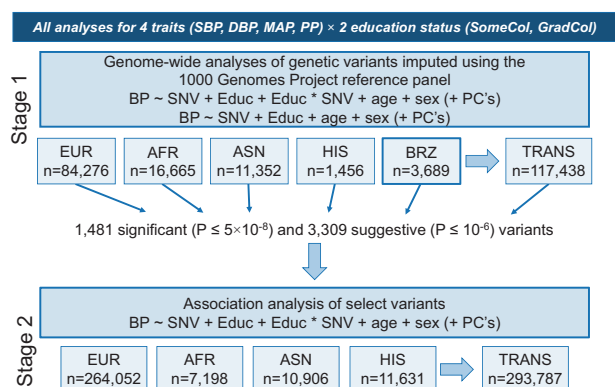 All analyses for 4 traits (SBP, DBP, MAP, PP) × 2 education status (SomeCol, GradCol)
Stage 1
Genome-wide analyses of genetic variants imputed using the
1000 Genomes Project reference panel
BP ~ SNV + Educ + Educ * SNV + age + sex (+ PC's)
BP ~ SNV + Educ + age + sex (+ PC's)
EUR
n=84,276
AFR
n=16,665
ASN
n=11,352
HIS
n=1,456
BRZ
n=3,689
TRANS
n=117,438
1,481 significant (P ≤ 5×10⁻⁸) and 3,309 suggestive (P ≤ 10⁻⁶) variants
Stage 2
Association analysis of select variants
BP ~ SNV + Educ + Educ * SNV + age + sex (+ PC's)
EUR
n=264,052
AFR
n=7,198
ASN
n=10,906
HIS
n=11,631
TRANS
n=293,787